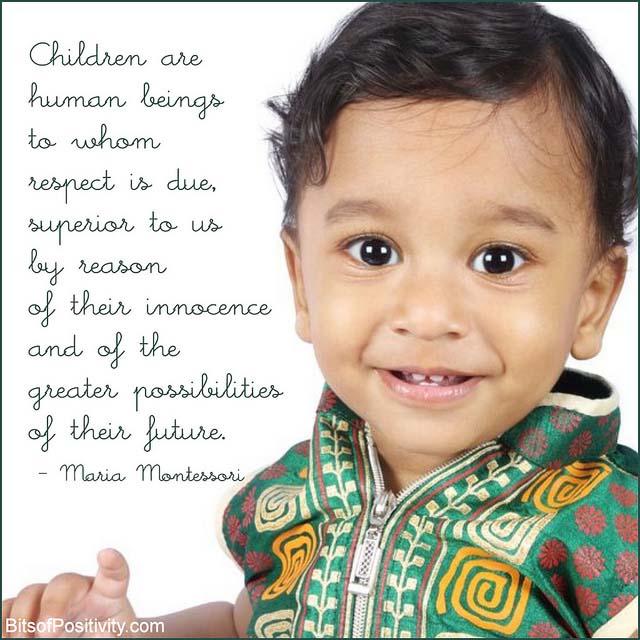 Children are
human beings
to whom
respect is due,
superior to us
by reason
of their innocence
and of the
greater possibilities
of their future.
- Maria Montessori
BitsofPositivity.com